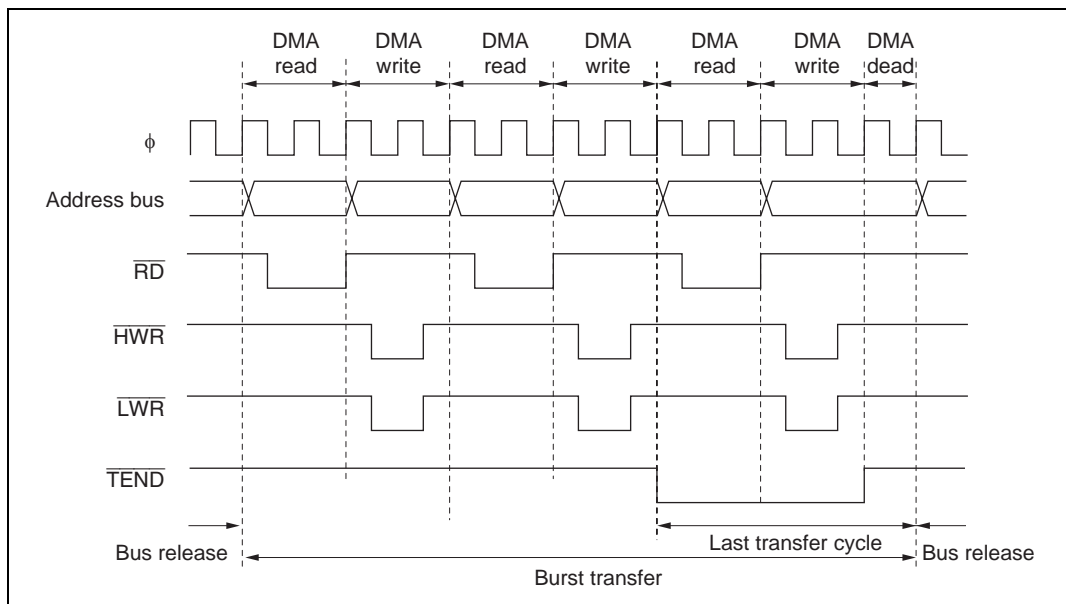 DMA read
DMA write
DMA read
DMA write
DMA read
DMA write
DMA dead
ϕ
Address bus
RD
HWR
LWR
TEND
Bus release
Last transfer cycle
Bus release
Burst transfer